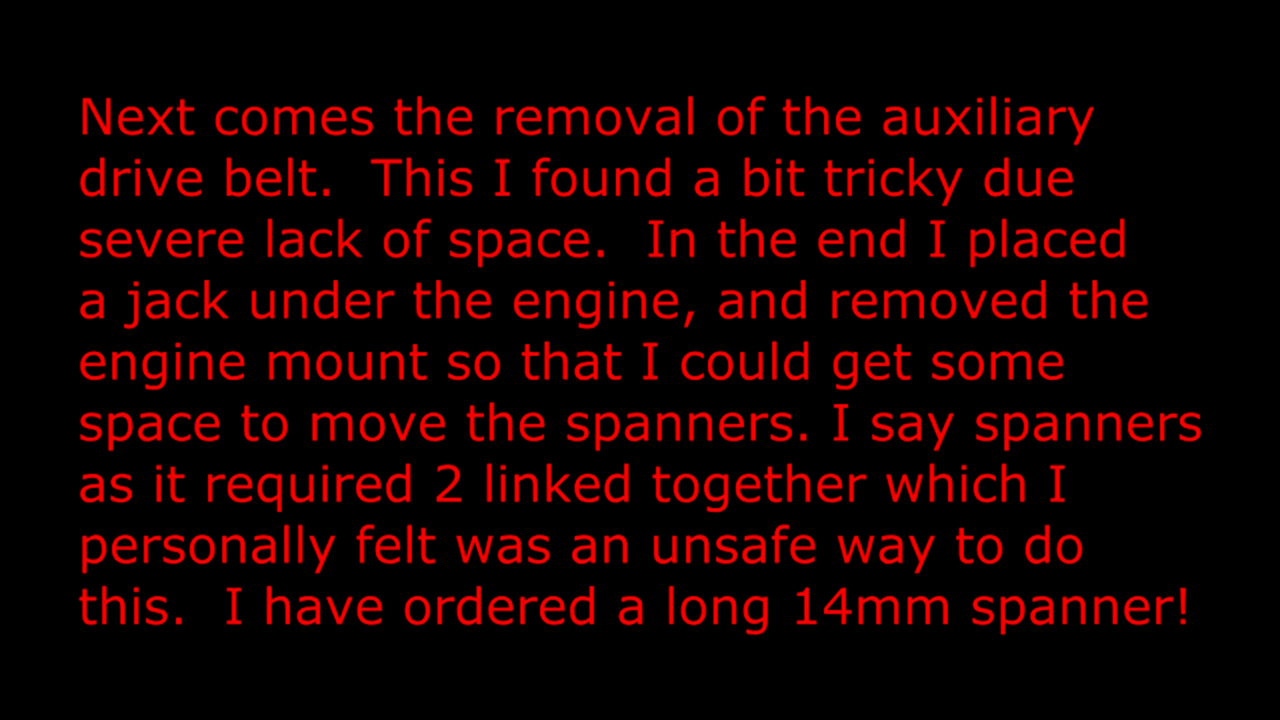 Next comes the removal of the auxiliary
drive belt.  This I found a bit tricky due
severe lack of space.  In the end I placed
a jack under the engine, and removed the
engine mount so that I could get some
space to move the spanners. I say spanners
as it required 2 linked together which I
personally felt was an unsafe way to do
this.  I have ordered a long 14mm spanner!